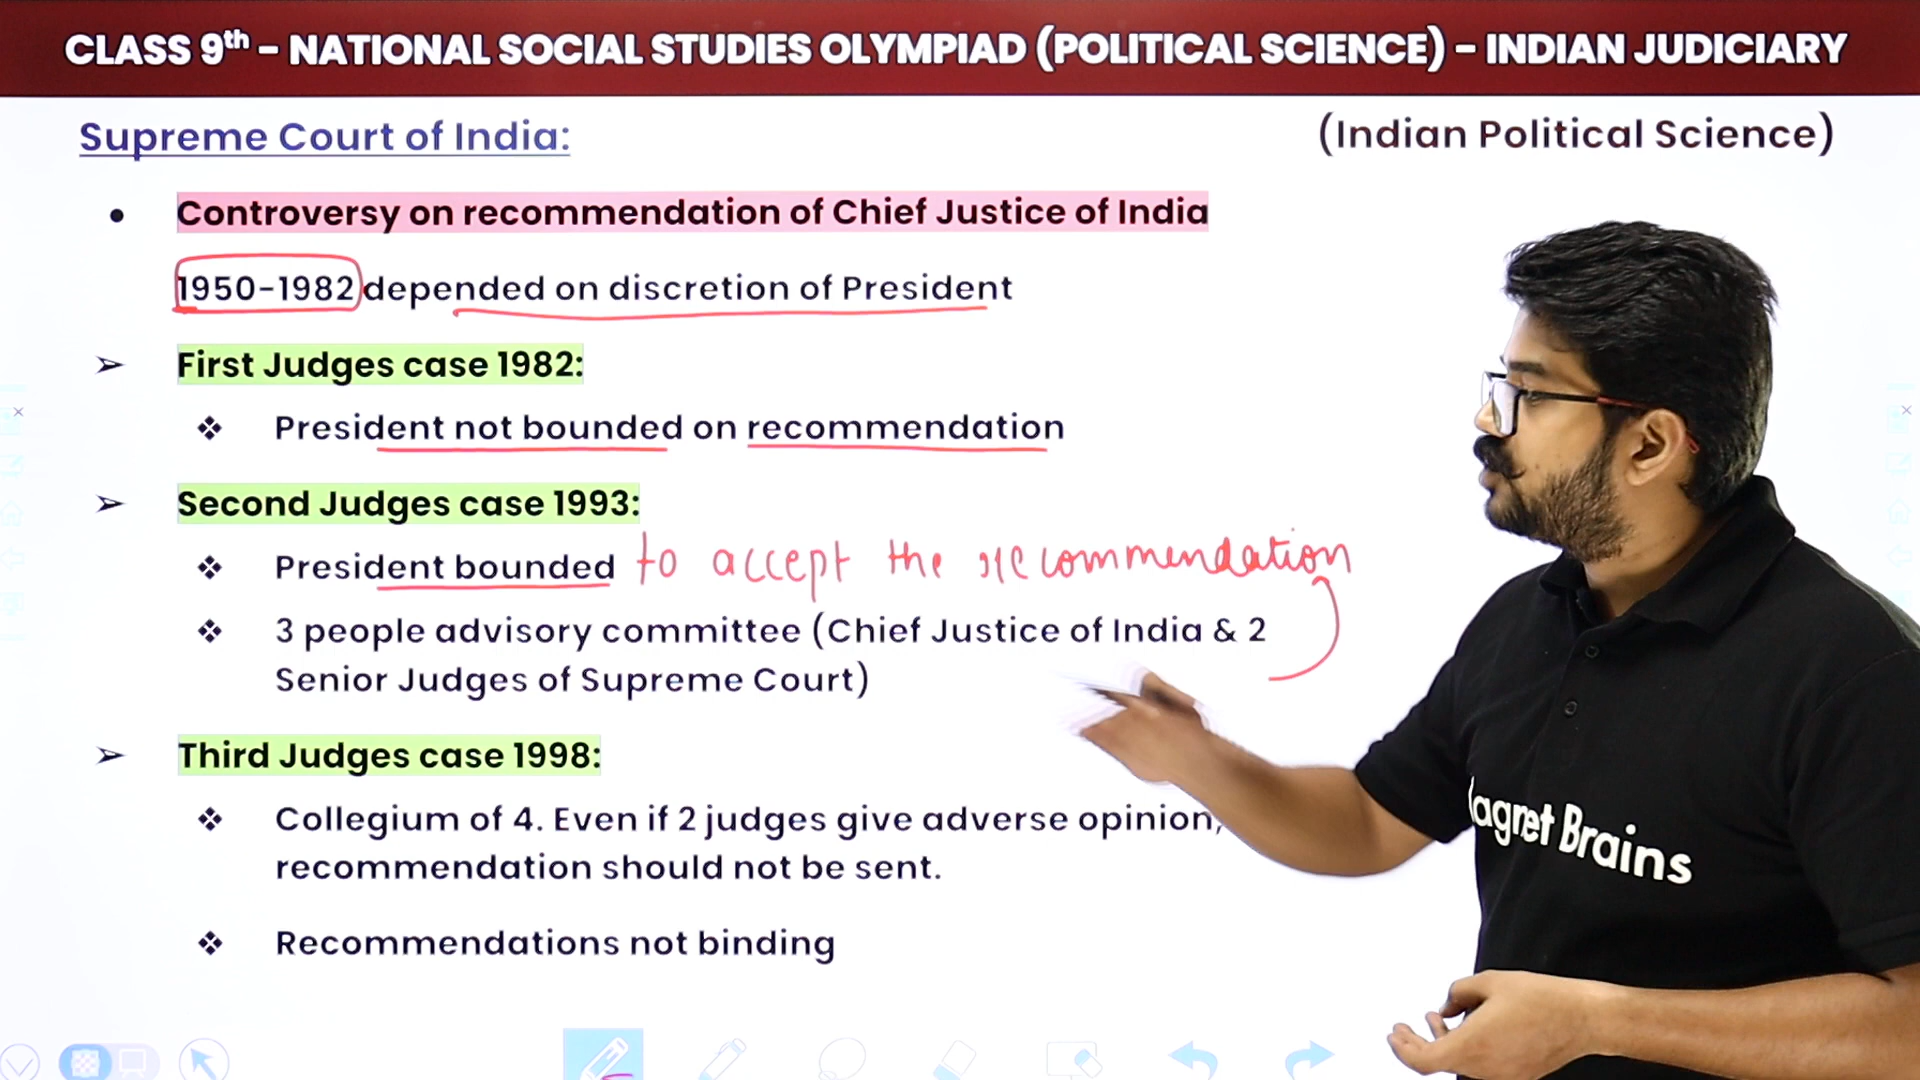 CLASS 9th – NATIONAL SOCIAL STUDIES OLYMPIAD (POLITICAL SCIENCE) – INDIAN JUDICIARY
Supreme Court of India:
(Indian Political Science)
• Controversy on recommendation of Chief Justice of India
1950-1982 depended on discretion of President
➢ First Judges case 1982:
❖ President not bounded on recommendation
➢ Second Judges case 1993:
❖ President bounded to accept the recommendation
❖ 3 people advisory committee (Chief Justice of India & 2
Senior Judges of Supreme Court)
➢ Third Judges case 1998:
❖ Collegium of 4. Even if 2 judges give adverse opinion,
recommendation should not be sent.
❖ Recommendations not binding
agnet Brains